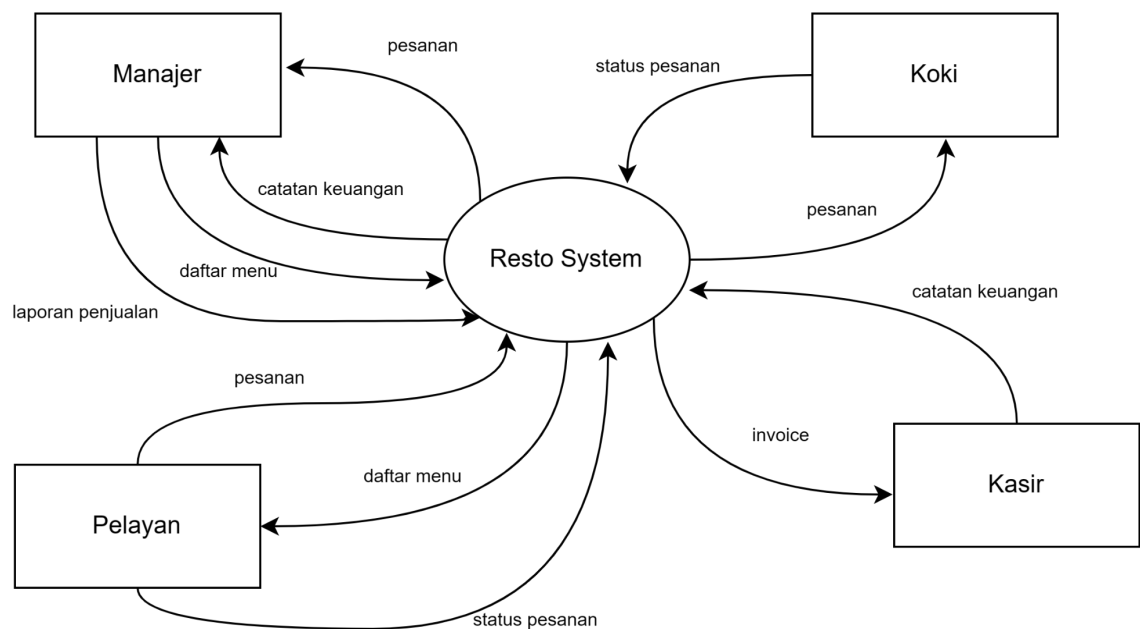 Manajer
pesanan
status pesanan
Koki
catatan keuangan
pesanan
Resto System
daftar menu
laporan penjualan
catatan keuangan
pesanan
invoice
daftar menu
Kasir
Pelayan
status pesanan